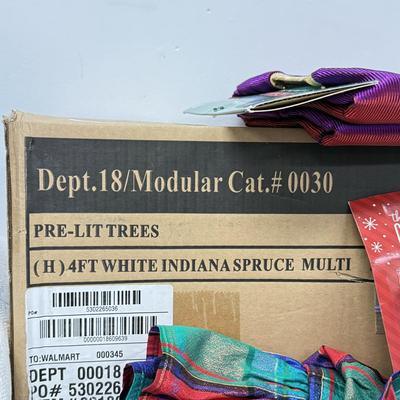 Dept.18/Modular Cat.# 0030
PRE-LIT TREES
(H) 4FT WHITE INDIANA SPRUCE MULTI
PO#
5302265036
00000018609639
TO: WALMART 000345
DEPT 00018
PO# 530226